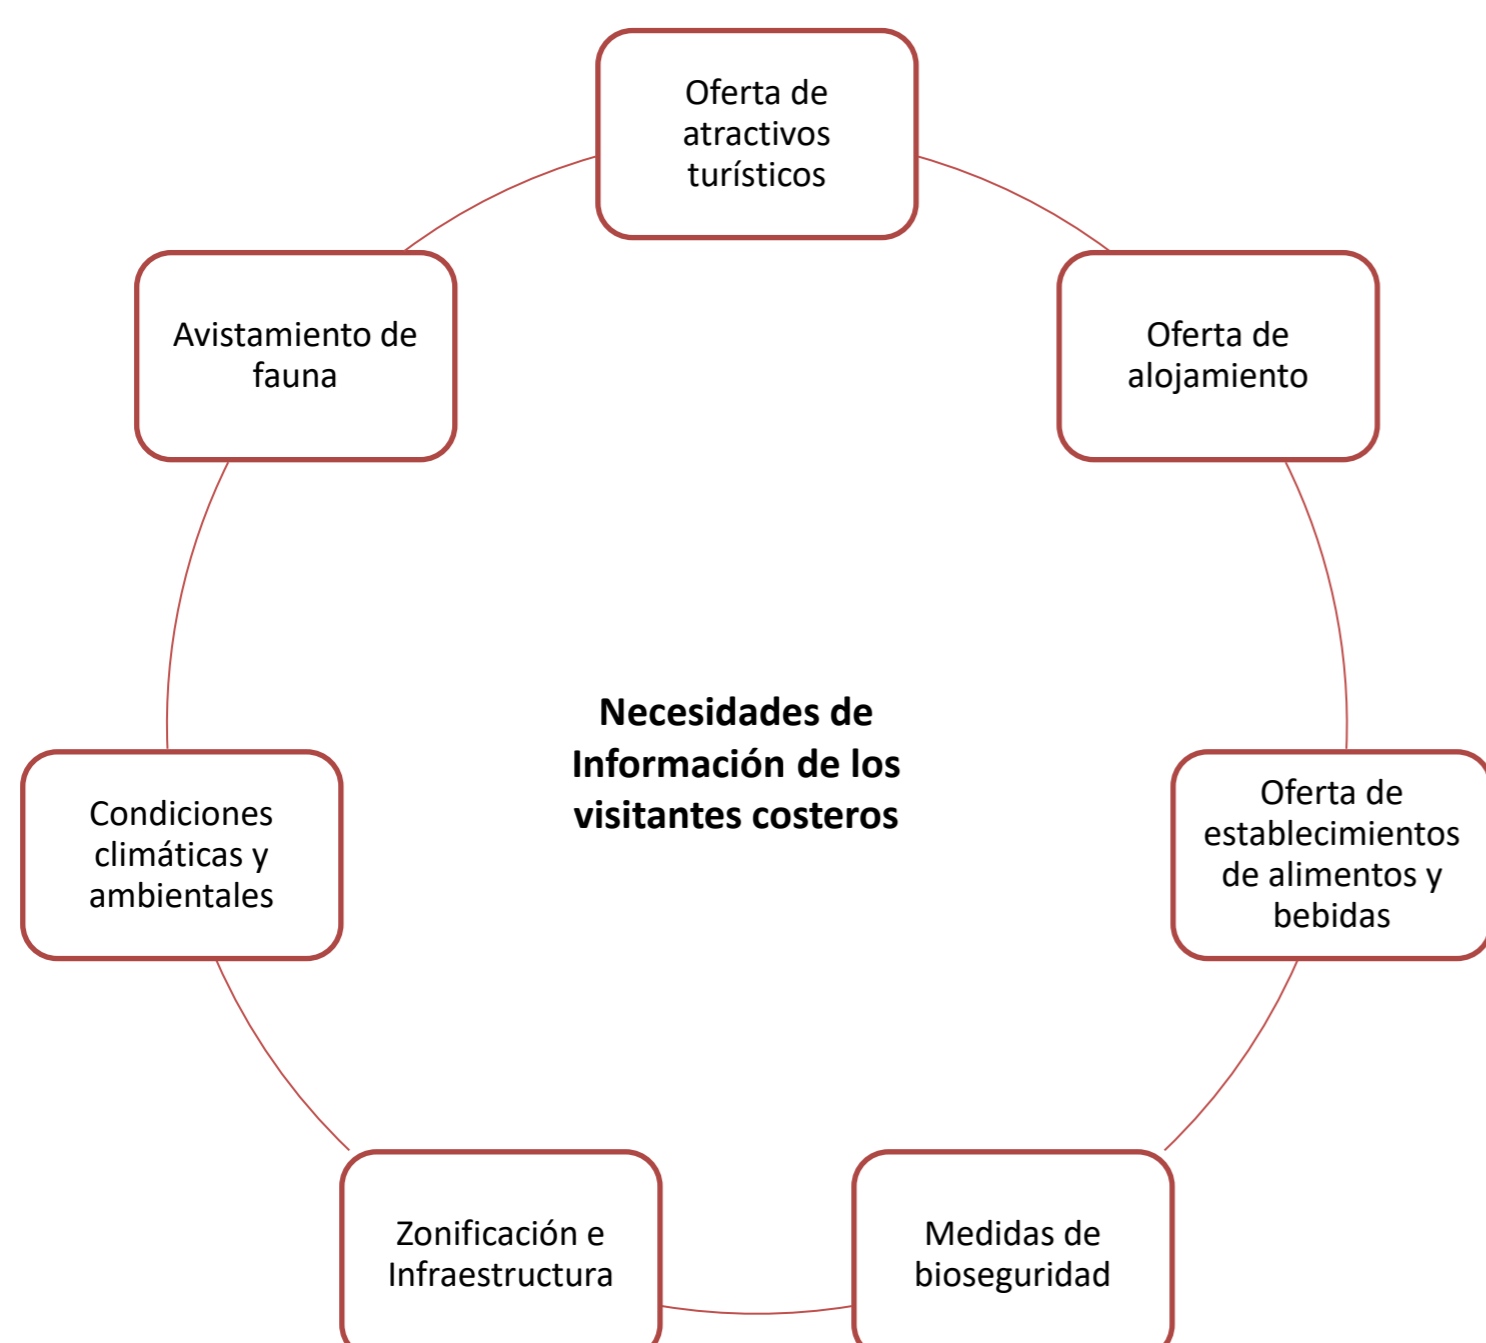 Oferta de
atractivos
turísticos
Oferta de
alojamiento
Oferta de
establecimientos
de alimentos y
bebidas
Medidas de
bioseguridad
Zonificación e
Infraestructura
Condiciones
climáticas y
ambientales
Avistamiento de
fauna
Necesidades de
Información de los
visitantes costeros